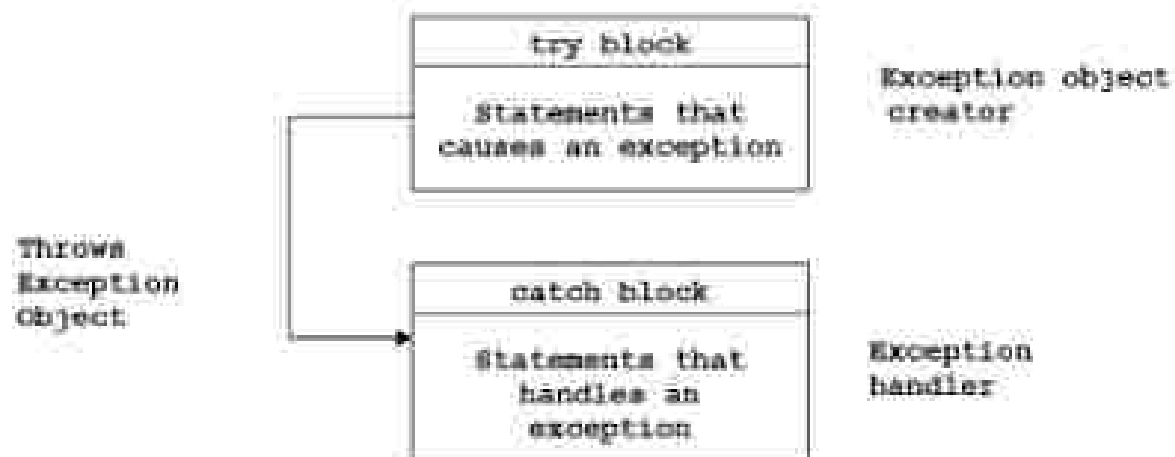 try block
Statements that
causes an exception
Exception object
creator
Throws
Exception
Object
catch block
Statements that
handles an
exception
Exception
handler